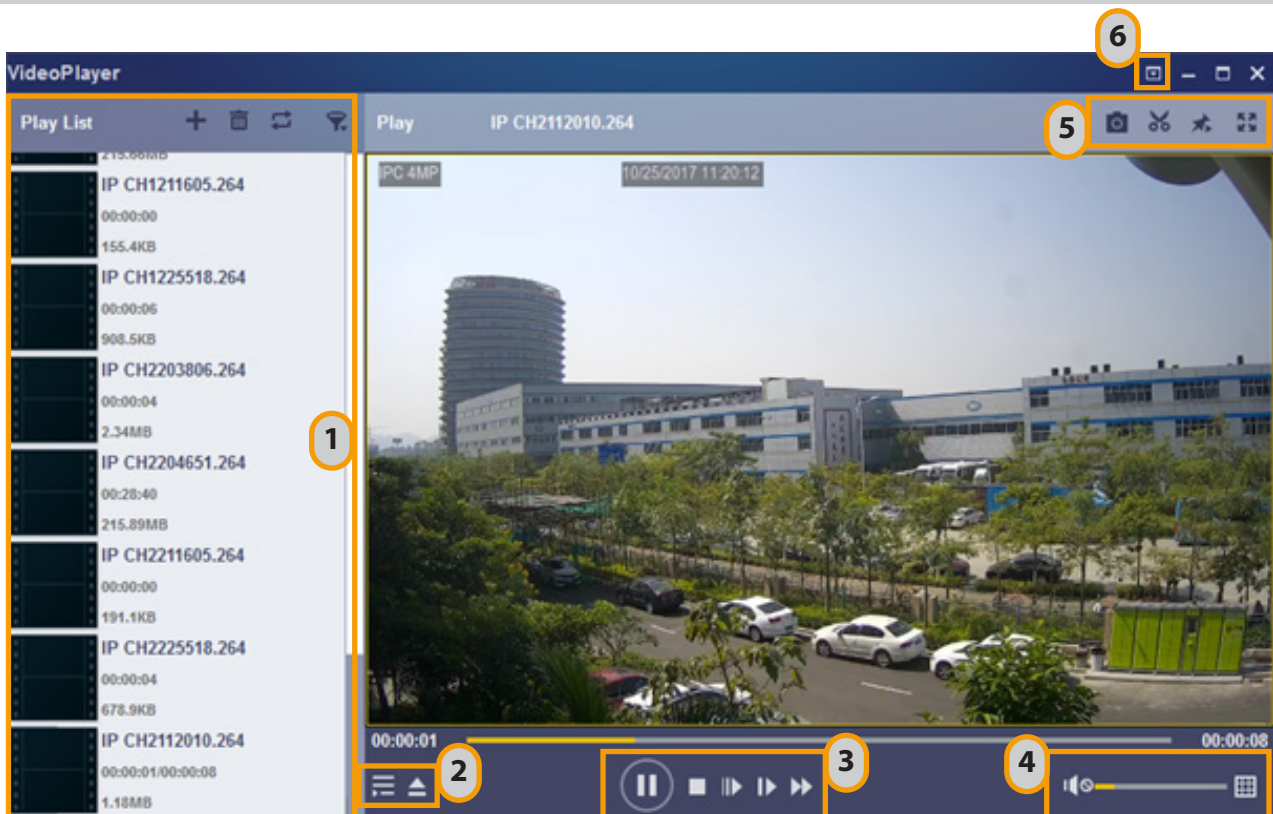 6
VideoPlayer
Play List
Play IP CH2112010.264
5
215.66MB
IP CH1211605.264
00:00:00
155.4KB
IP CH1225518.264
00:00:06
908.5KB
IP CH2203806.264
00:00:04
2.34MB
IP CH2204651.264
00:28:40
215.89MB
IP CH2211605.264
00:00:00
191.1KB
IP CH2225518.264
00:00:04
678.9KB
IP CH2112010.264
00:00:01/00:00:08
1.18MB
1
IPC 4MP 10/25/2017 11:20:12
00:00:01 00:00:08
2
3
4